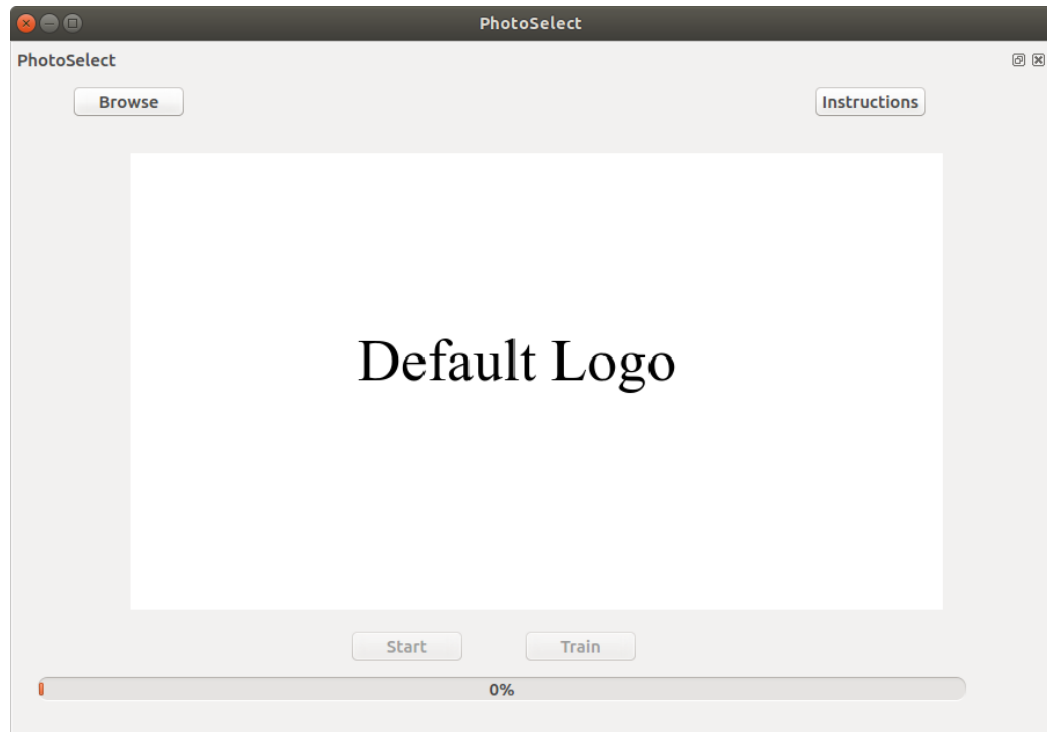 PhotoSelect
PhotoSelect
Browse Instructions
Default Logo
Start Train
0%